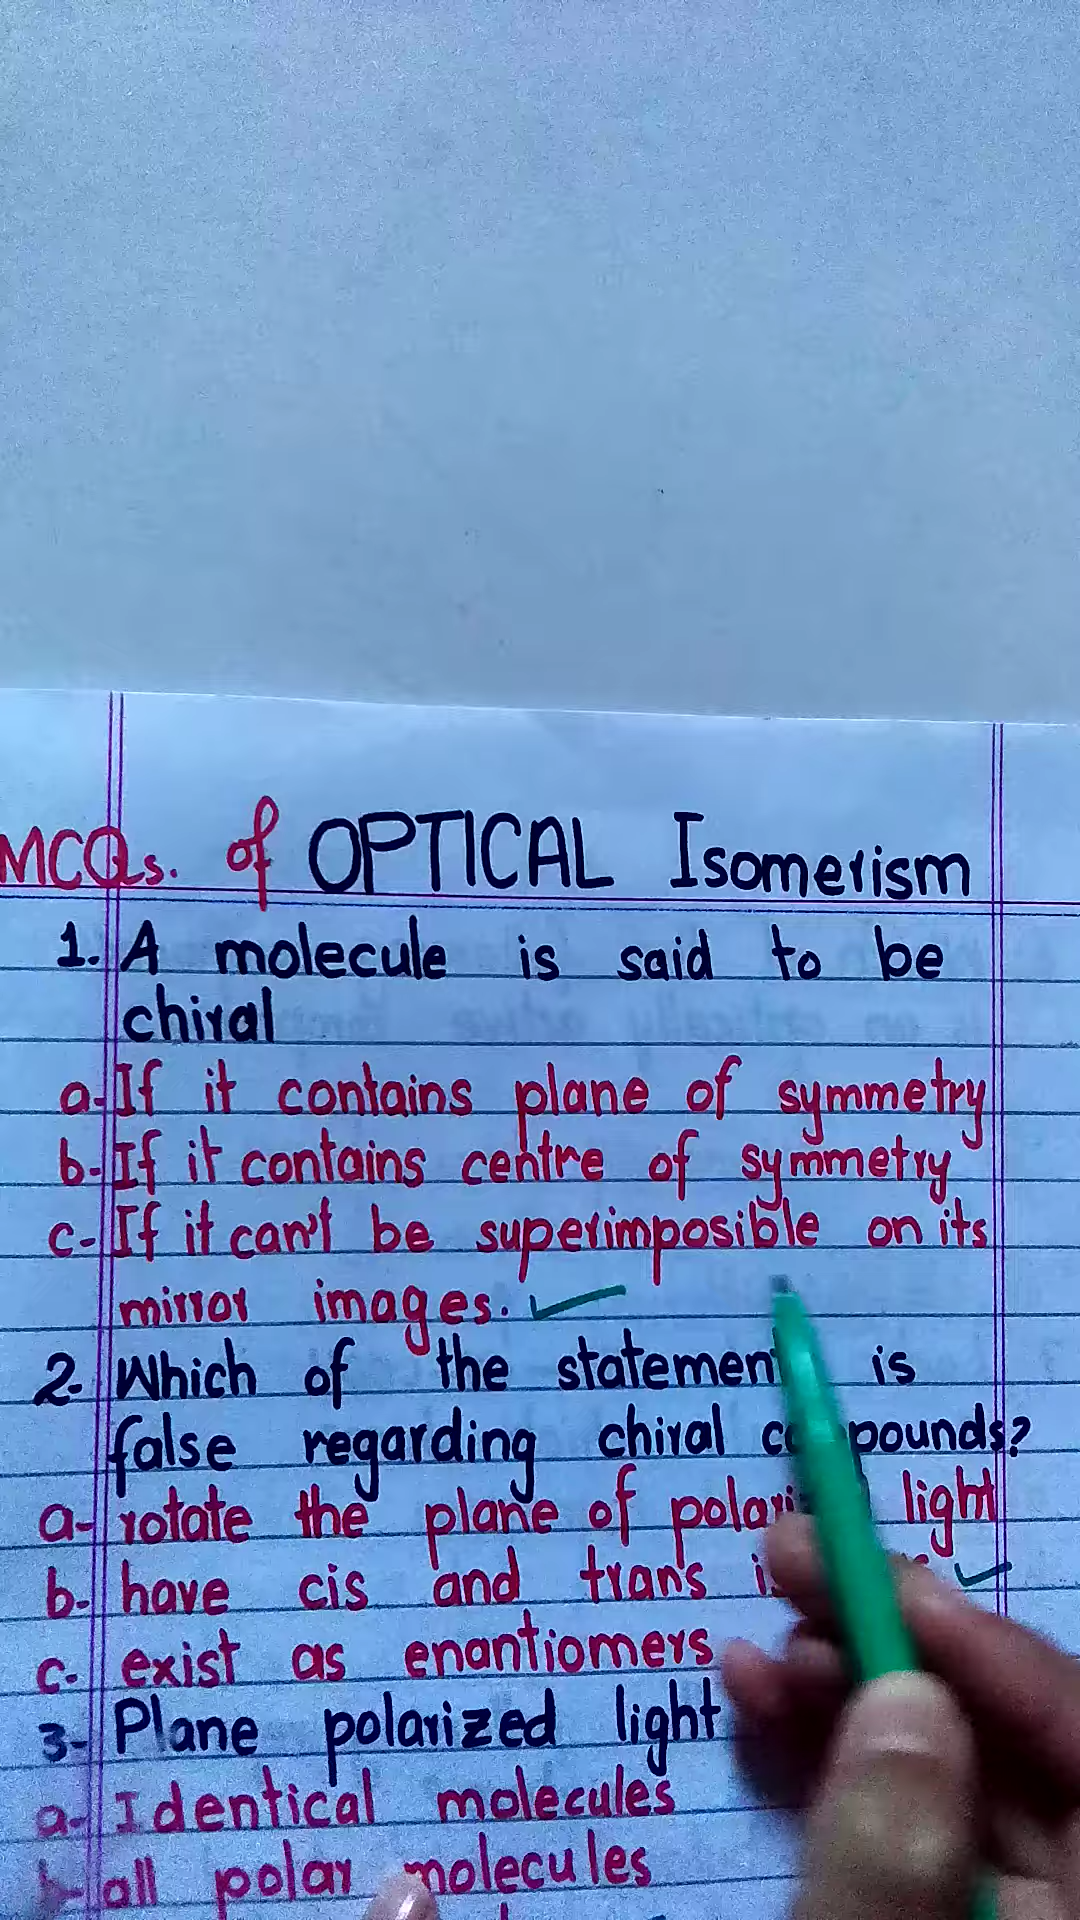 MCQs. of OPTICAL Isomerism
1. A molecule is said to be
chiral
a- If it contains plane of symmetry
b- If it contains centre of symmetry
c- If it can't be superimposible on its
mirror images. ✓
2. Which of the statement is
false regarding chiral pounds?
a- rotate the plane of light
b- have cis and trans ✓
c. exist as enantiomers
3- Plane polarized light
a- Identical molecules
b- all polar molecules